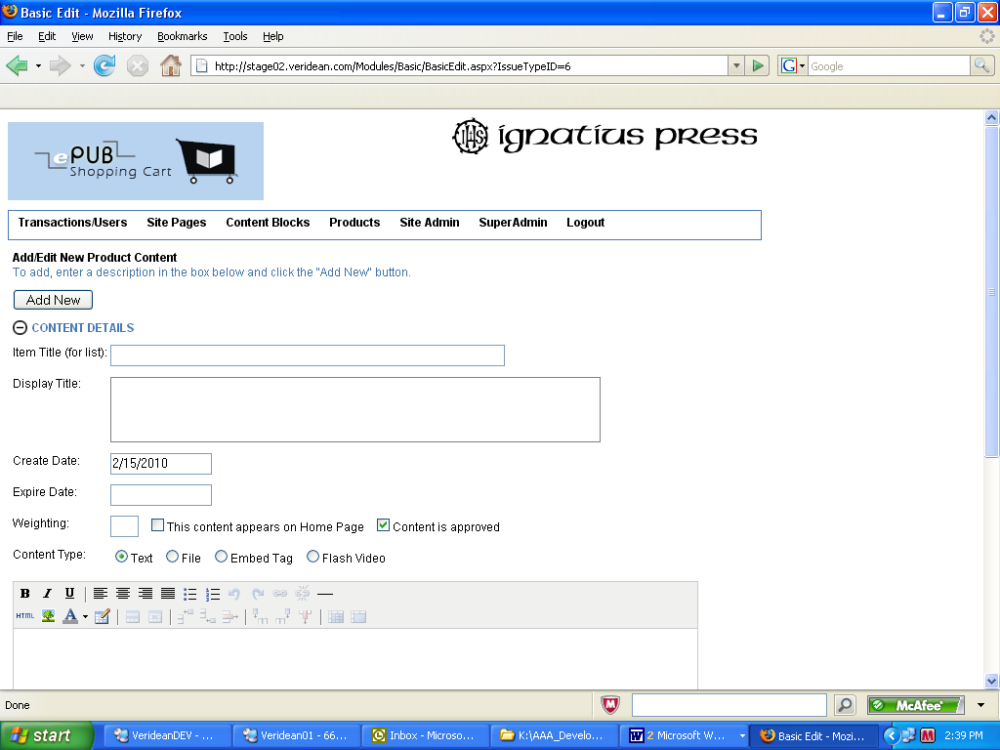 Basic Edit - Mozilla Firefox
File Edit View History Bookmarks Tools Help
http://stage02.veridean.com/Modules/Basic/BasicEdit.aspx?IssueTypeID=6
G Google
ePUB
Shopping Cart
IHS ignatius press
Transactions/Users Site Pages Content Blocks Products Site Admin SuperAdmin Logout
Add/Edit New Product Content
To add, enter a description in the box below and click the "Add New" button.
Add New
CONTENT DETAILS
Item Title (for list):
Display Title:
Create Date: 2/15/2010
Expire Date:
Weighting: This content appears on Home Page Content is approved
Content Type: Text File Embed Tag Flash Video
B I U
HTML A
Done McAfee
start VerideanDEV - ... Veridean01 - 66... Inbox - Microso... K:\AAA_Develo... 2 Microsoft W... Basic Edit - Mozi... 2:39 PM